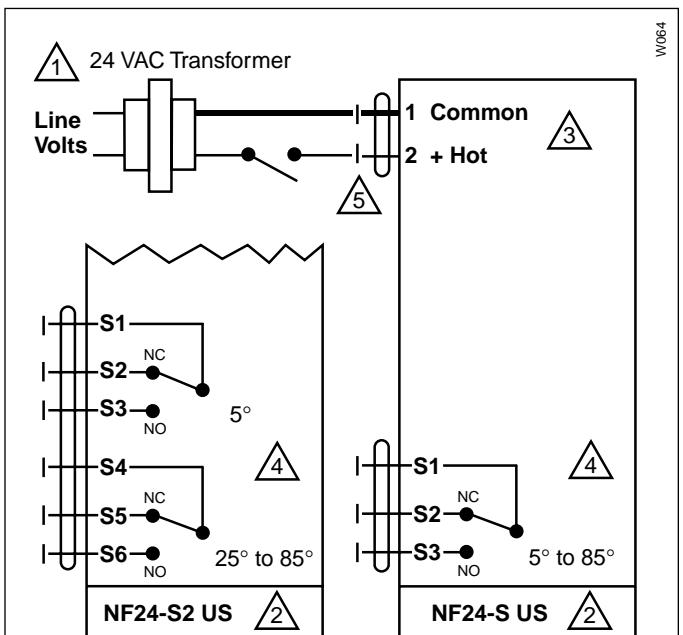 W064
1 24 VAC Transformer
Line
Volts
1 Common
2 + Hot
3
5
S1
S2 NC
S3 NO
5°
S4
4
S5 NC
S6 NO
25° to 85°
NF24-S2 US 2
S1
4
S2 NC
S3 NO
5° to 85°
NF24-S US 2